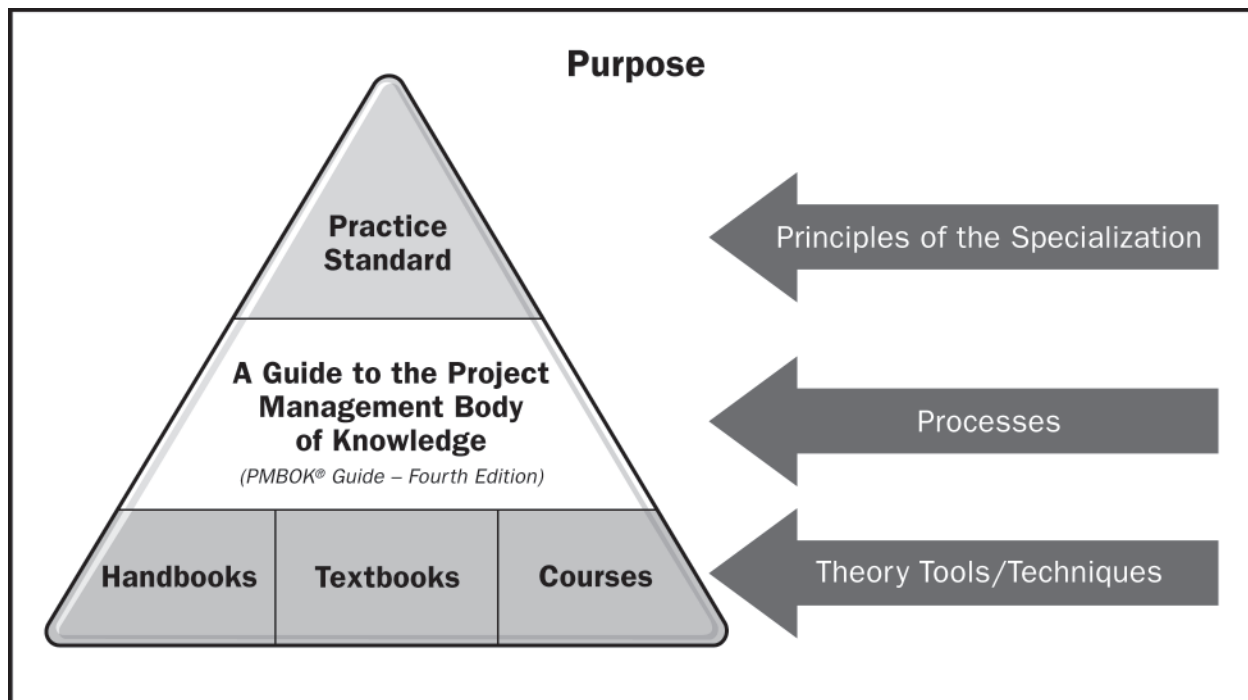 Purpose
Practice
Standard
Principles of the Specialization
A Guide to the Project
Management Body
of Knowledge
(PMBOK® Guide – Fourth Edition)
Processes
Handbooks
Textbooks
Courses
Theory Tools/Techniques